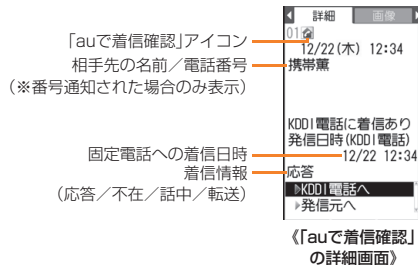 詳細 画像
01
12/22(木) 12:34
携帯薫
KDDI電話に着信あり
発信日時(KDDI電話)
12/22 12:34
応答
▶KDDI電話へ
▶発信元へ
「auで着信確認」アイコン
相手先の名前／電話番号
(※番号通知された場合のみ表示)
固定電話への着信日時
着信情報
(応答／不在／話中／転送)
《「auで着信確認」
の詳細画面》